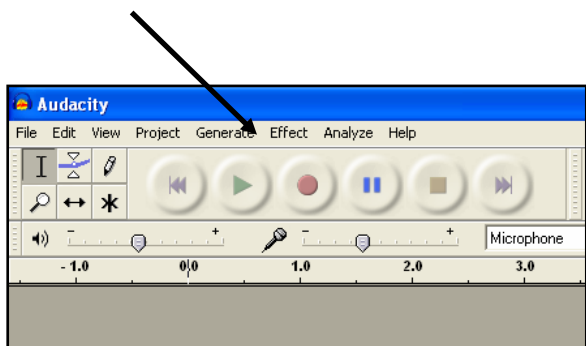 Audacity
File Edit View Project Generate Effect Analyze Help
- + - + Microphone
- 1.0 0.0 1.0 2.0 3.0